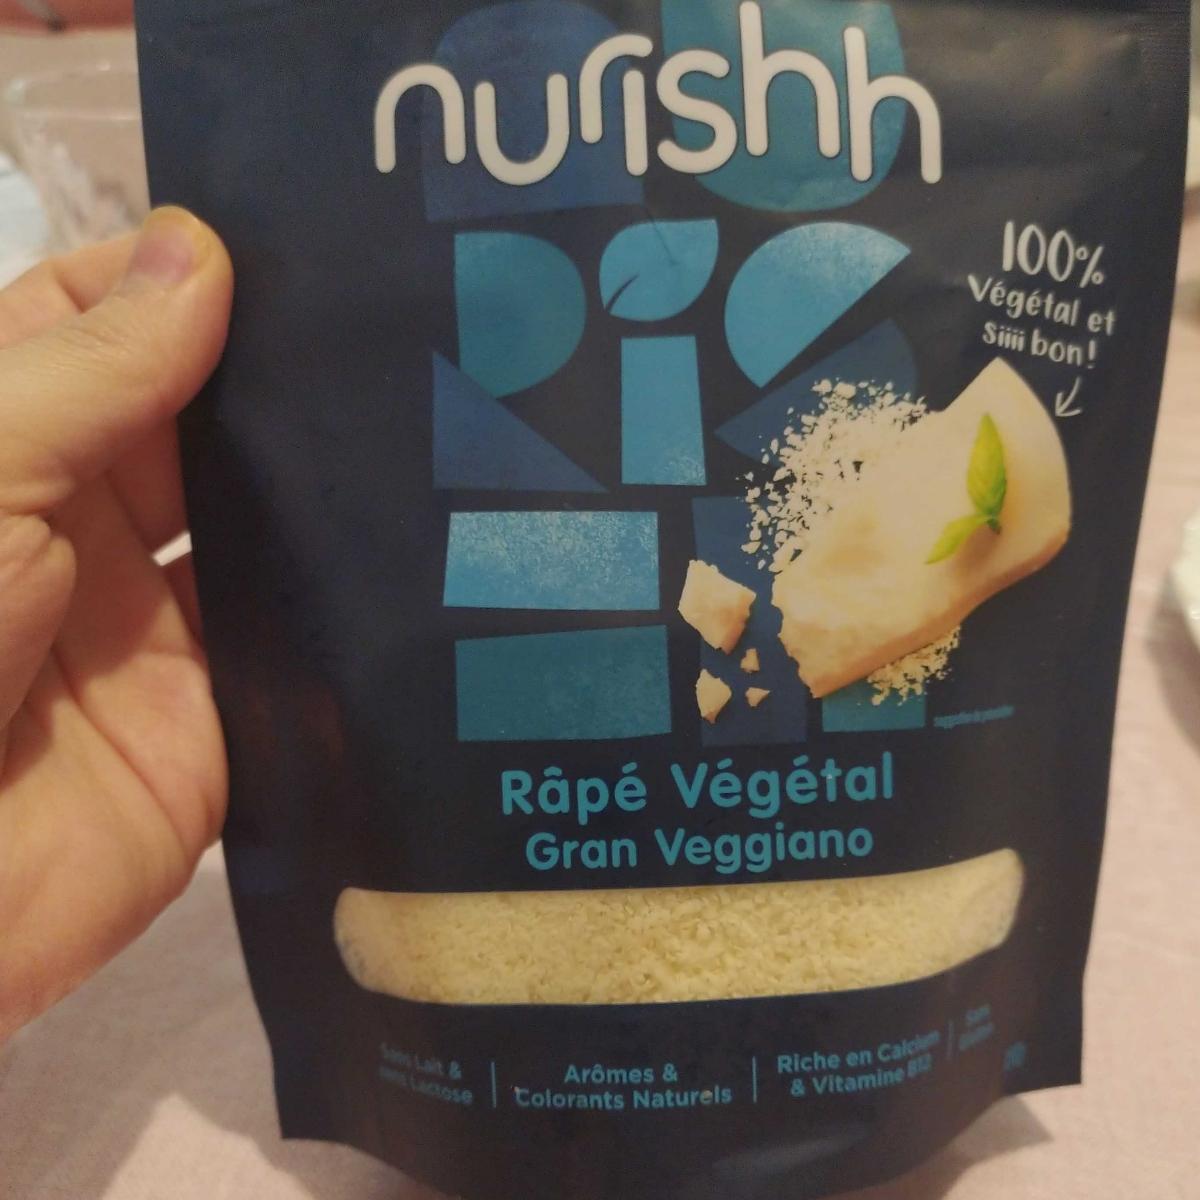 nurishh
100%
Végétal et
siiii bon!
Râpé Végétal
Gran Veggiano
Sans Lait &
sans Lactose
Arômes &
Colorants Naturels
Riche en Calcium
& Vitamine B12
Sans
gluten